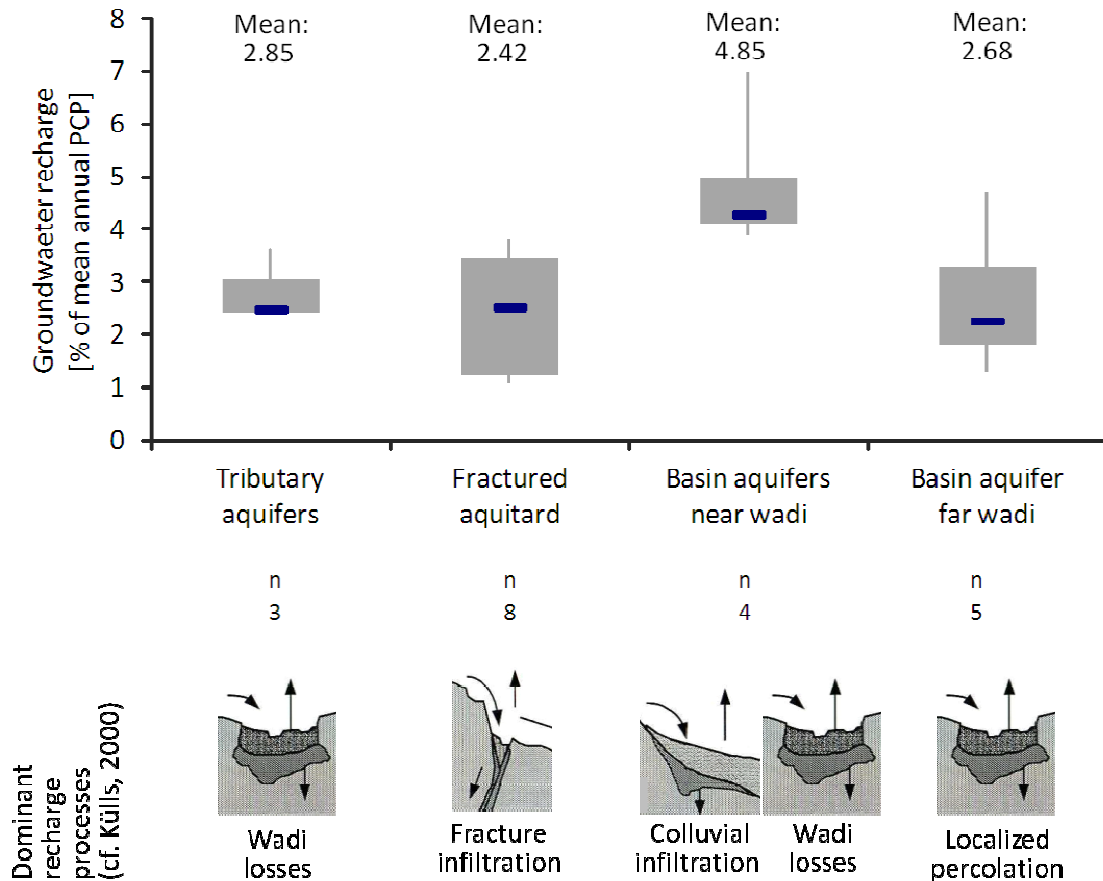 Groundwaeter recharge
[% of mean annual PCP]
8
7
6
5
4
3
2
1
0
Mean:
2.85
Mean:
2.42
Mean:
4.85
Mean:
2.68
Tributary
aquifers
Fractured
aquitard
Basin aquifers
near wadi
Basin aquifer
far wadi
n
3
n
8
n
4
n
5
Dominant
recharge
processes
(cf. Külls, 2000)
Wadi
losses
Fracture
infiltration
Colluvial
infiltration
Wadi
losses
Localized
percolation